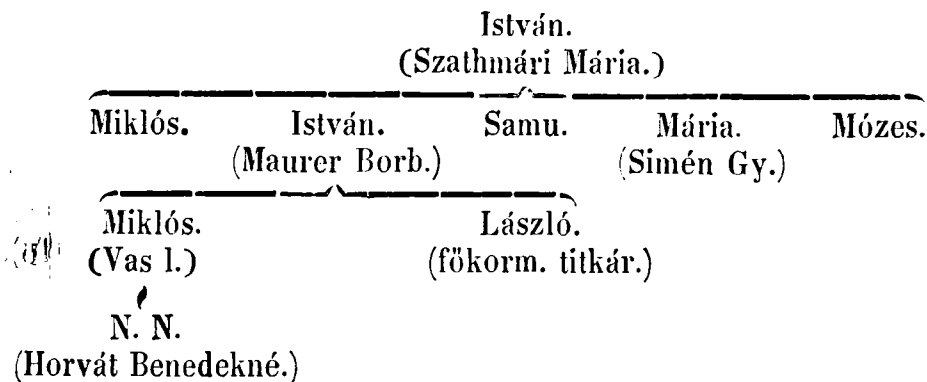 István.
(Szathmári Mária.)
Miklós. István. Samu. Mária. Mózes.
(Maurer Borb.) (Simén Gy.)
Miklós. László.
(Vas l.) (főkorm. titkár.)
N. N.
(Horvát Benedekné.)